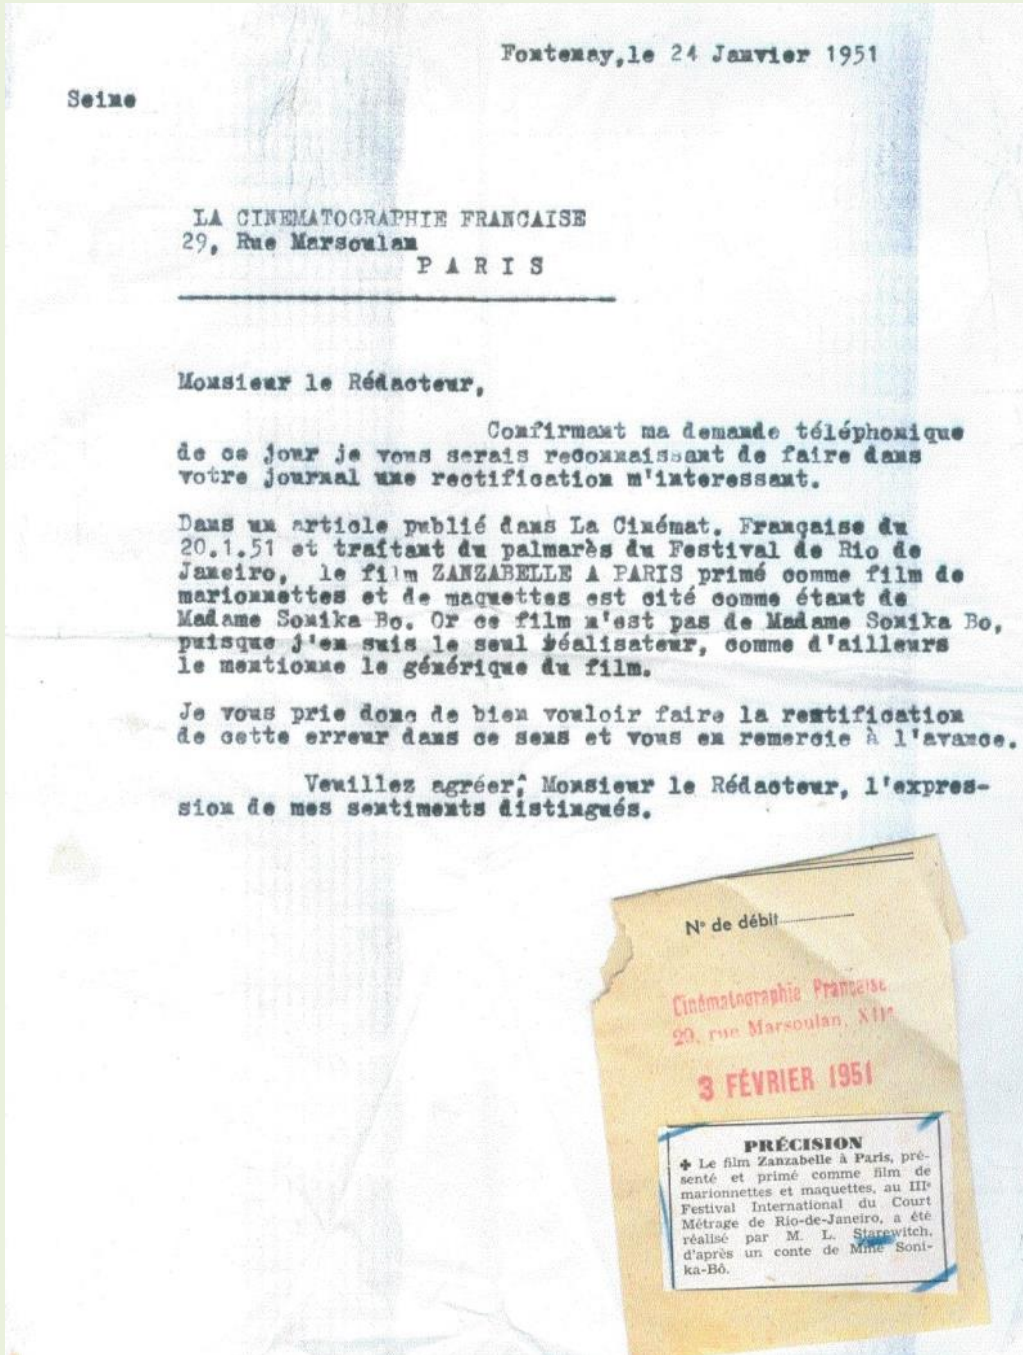 Fontenay,le 24 Janvier 1951
Seine
LA CINEMATOGRAPHIE FRANCAISE
29, Rue Marsoulan
P A R I S
Monsieur le Rédacteur,
Confirmant ma demande téléphonique
de ce jour je vous serais reconnaissant de faire dans
votre journal une rectification m'interessant.
Dans un article publié dans La Cinémat. Française du
20.1.51 et traitant du palmarès du Festival de Rio de
Janeiro, le film ZANZABELLE A PARIS primé comme film de
marionnettes et de maquettes est cité comme étant de
Madame Sonika Bo. Or ce film n'est pas de Madame Sonika Bo,
puisque j'en suis le seul réalisateur, comme d'ailleurs
le mentionne le générique du film.
Je vous prie donc de bien vouloir faire la rectification
de cette erreur dans ce sens et vous en remercie à l'avance.
Veuillez agréer, Monsieur le Rédacteur, l'expres-
sion de mes sentiments distingués.
N° de débit
Cinématographie Française
29, rue Marsoulan, XIIe
3 FÉVRIER 1951
PRÉCISION
✚ Le film Zanzabelle à Paris, pré-
senté et primé comme film de
marionnettes et maquettes, au IIIe
Festival International du Court
Métrage de Rio-de-Janeiro, a été
réalisé par M. L. Starewitch,
d'après un conte de Mme Soni-
ka-Bô.